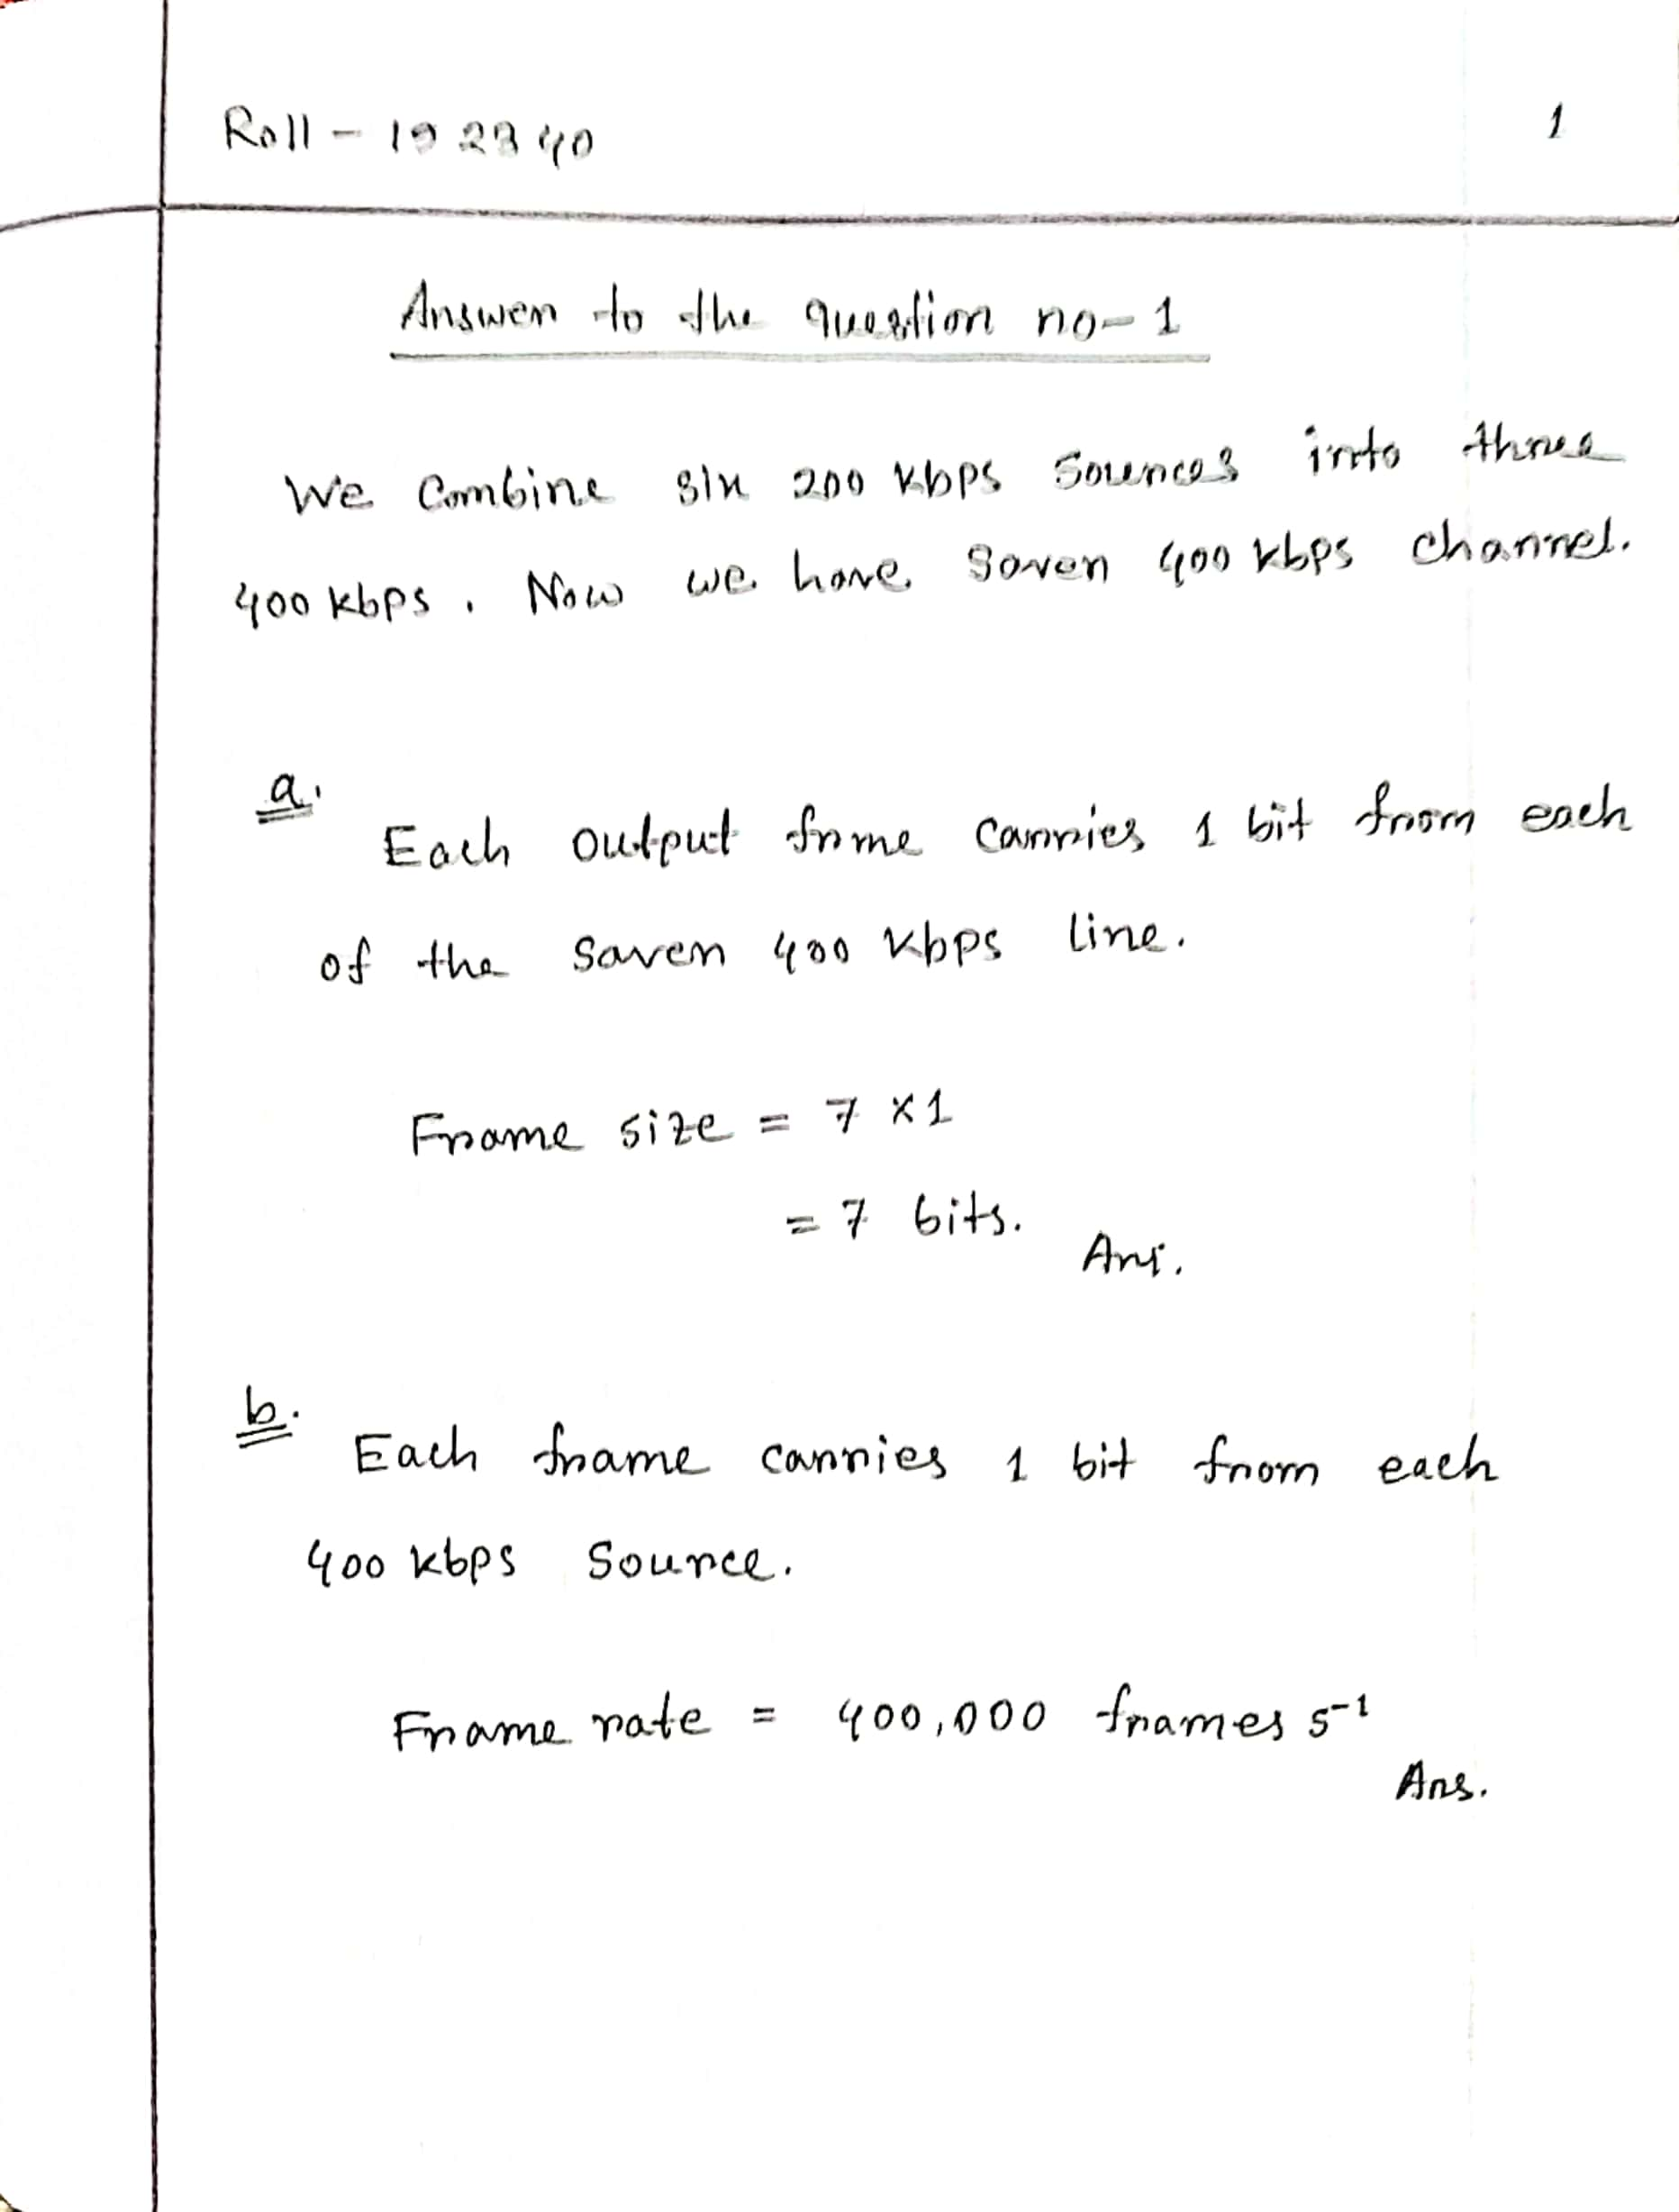 Roll - 192340
1
Answer to the question no- 1
We Combine six 200 kbps Sources into three
400 kbps. Now we have Seven 400 kbps channel.
a.
Each output frame carries 1 bit from each
of the Seven 400 kbps line.
Frame size = 7 × 1
= 7 bits.
Ans.
b.
Each frame carries 1 bit from each
400 kbps Source.
Frame rate = 400,000 frames s⁻¹
Ans.